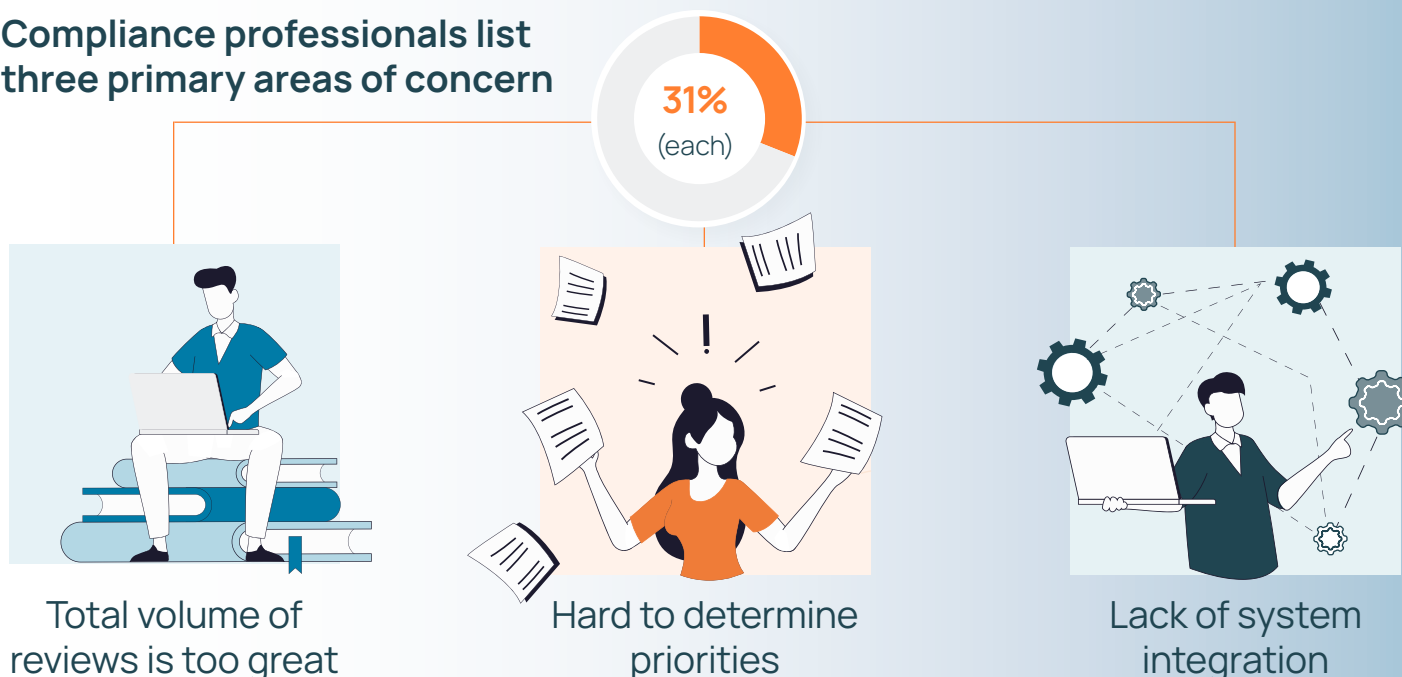 Compliance professionals list
three primary areas of concern
31%
(each)
Total volume of
reviews is too great
Hard to determine
priorities
Lack of system
integration